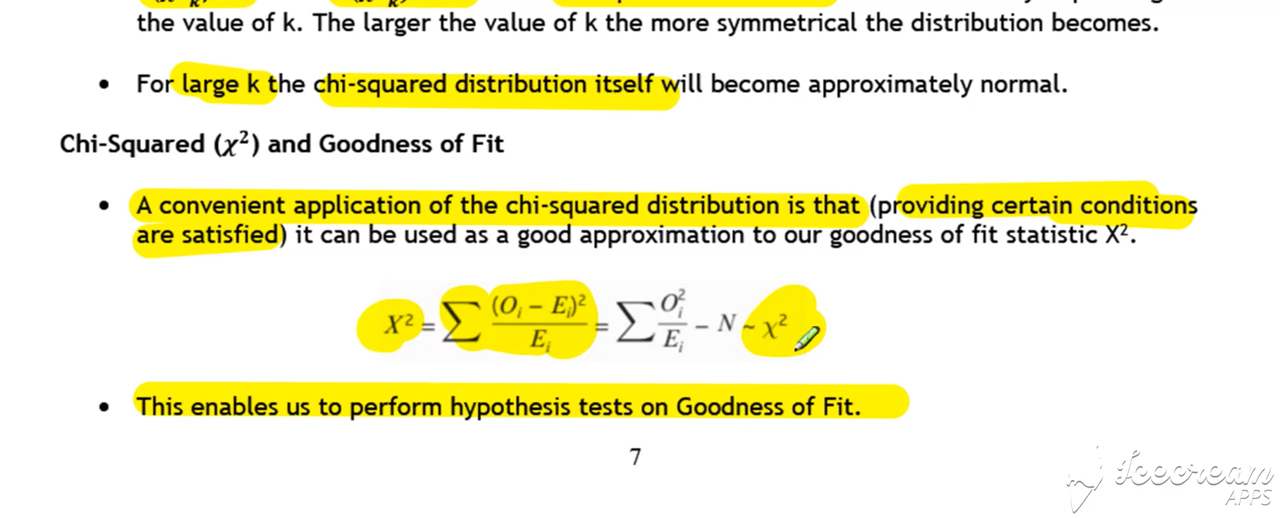 the value of k. The larger the value of k the more symmetrical the distribution becomes.
• For large k the chi-squared distribution itself will become approximately normal.
Chi-Squared (χ²) and Goodness of Fit
• A convenient application of the chi-squared distribution is that (providing certain conditions
are satisfied) it can be used as a good approximation to our goodness of fit statistic X².
X² = ∑ (Oᵢ − Eᵢ)² / Eᵢ = ∑ Oᵢ² / Eᵢ − N ~ χ²
• This enables us to perform hypothesis tests on Goodness of Fit.
7
Icecream
APPS